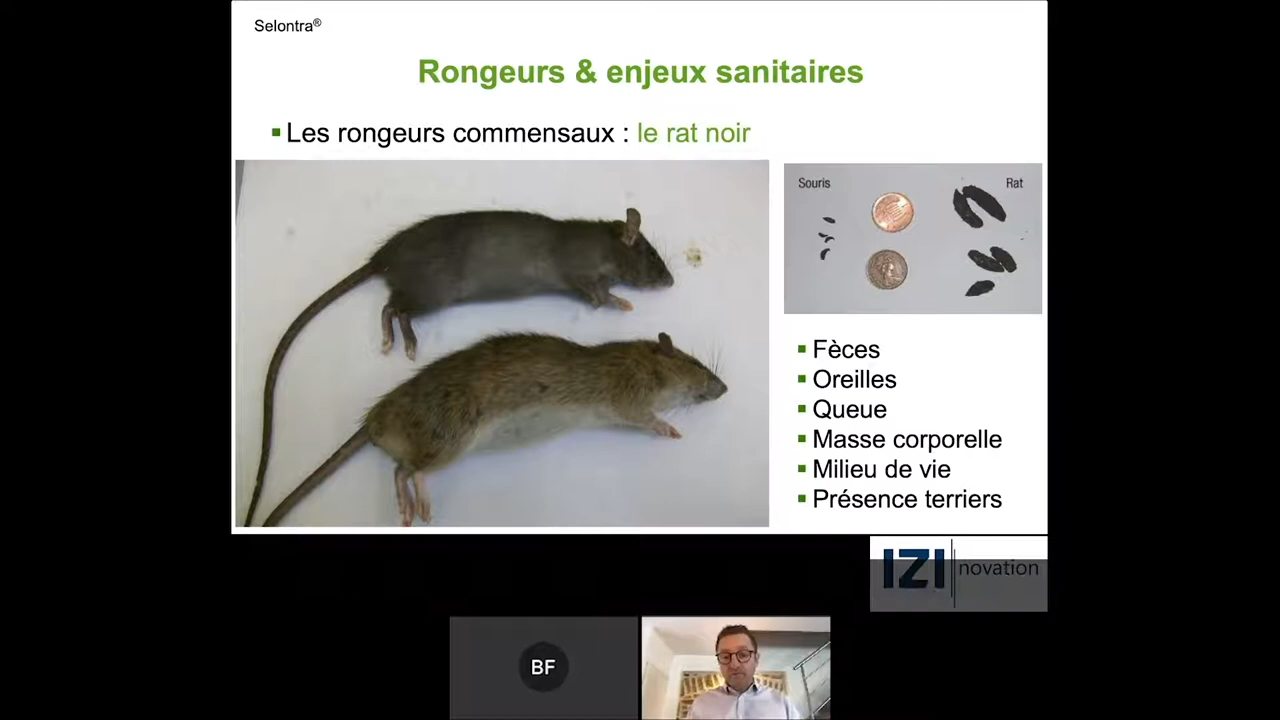 Selontra®
Rongeurs & enjeux sanitaires
Les rongeurs commensaux : le rat noir
Souris
Rat
Fèces
Oreilles
Queue
Masse corporelle
Milieu de vie
Présence terriers
IZI novation
BF